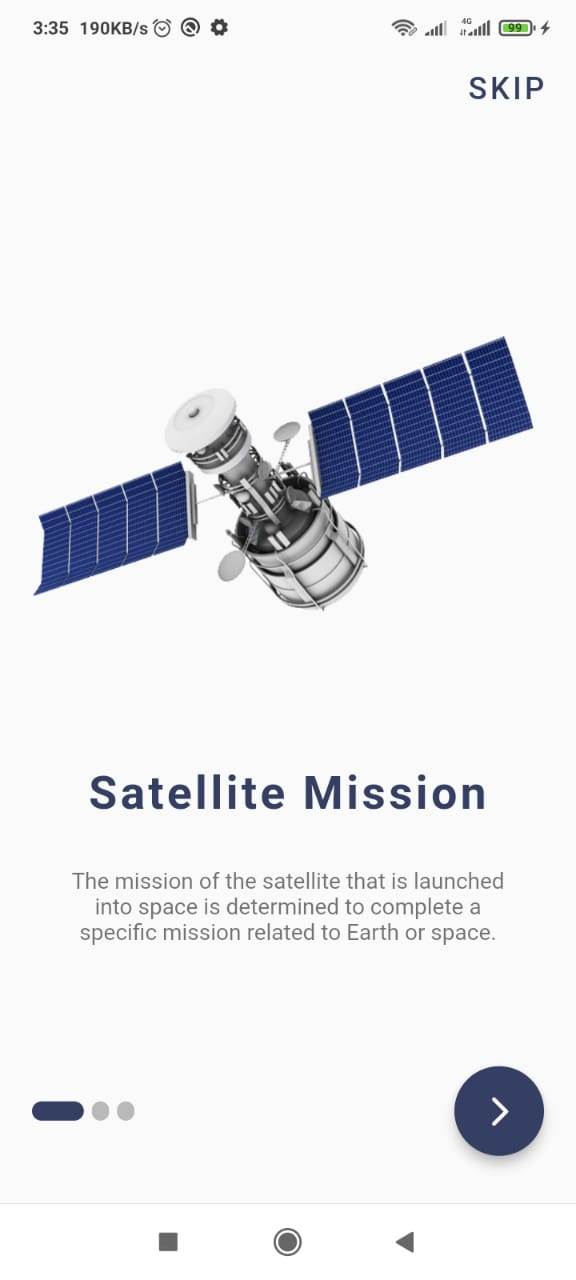 3:35 190KB/s 4G 99
SKIP
Satellite Mission
The mission of the satellite that is launched
into space is determined to complete a
specific mission related to Earth or space.